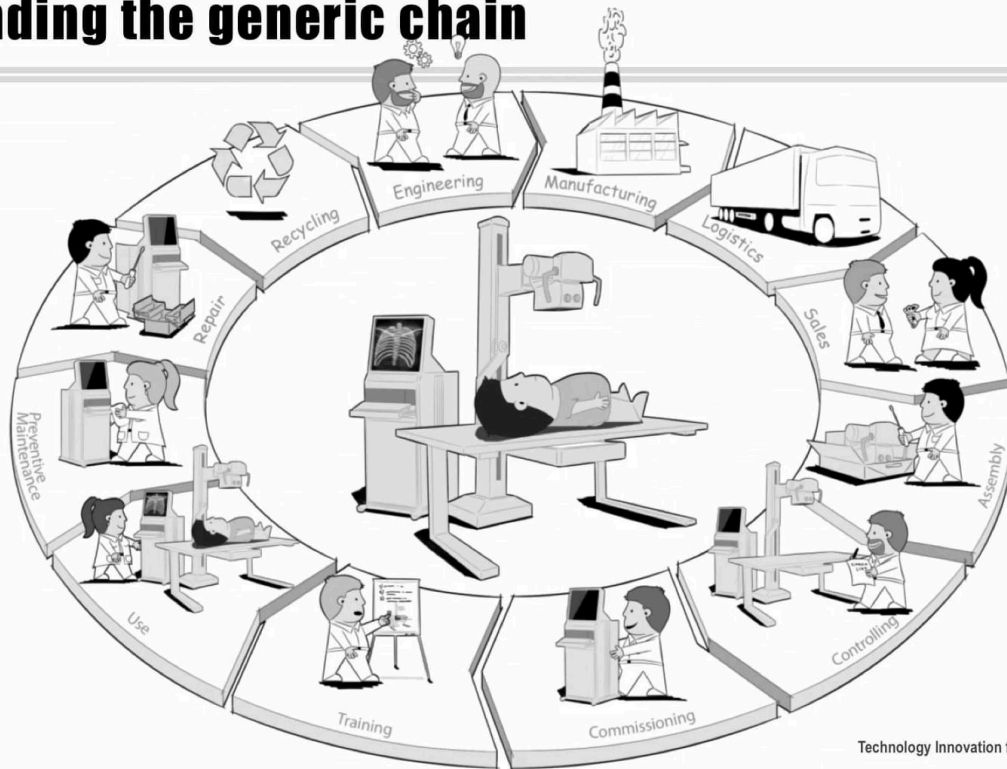 nding the generic chain
Engineering
Manufacturing
Logistics
Sales
Assembly
Controlling
Commissioning
Training
Use
Preventive
Maintenance
Repair
Recycling
Technology Innovation